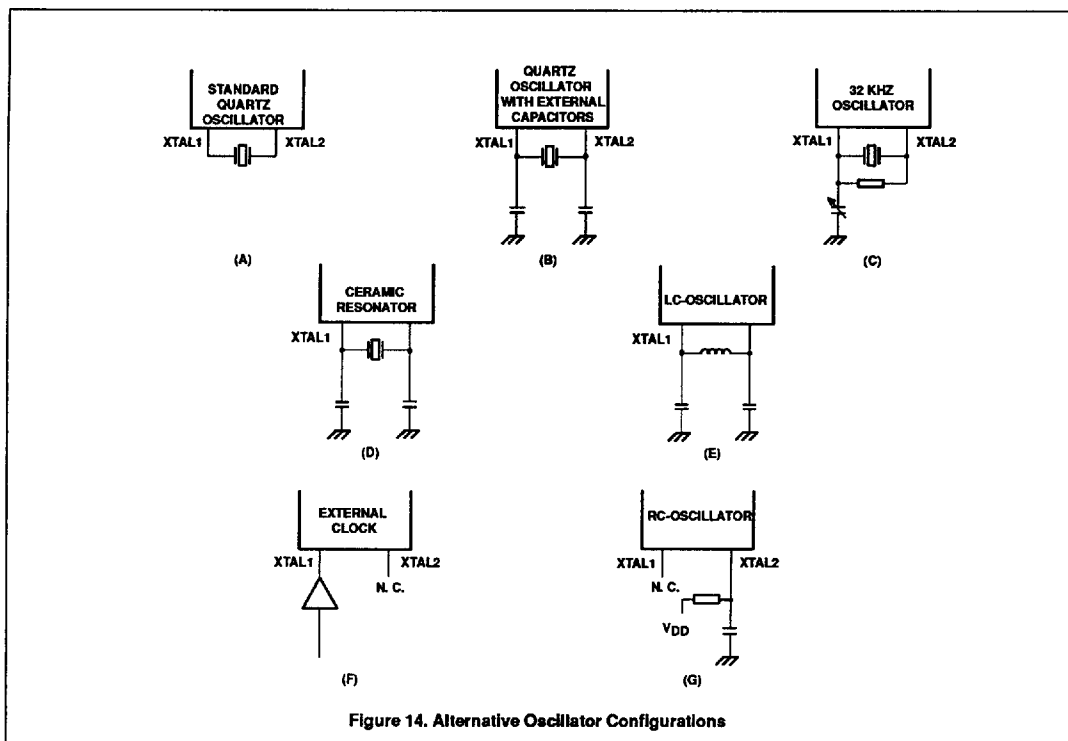 STANDARD
QUARTZ
OSCILLATOR
XTAL1
XTAL2
(A)
QUARTZ
OSCILLATOR
WITH EXTERNAL
CAPACITORS
XTAL1
XTAL2
(B)
32 KHZ
OSCILLATOR
XTAL1
XTAL2
(C)
CERAMIC
RESONATOR
XTAL1
(D)
LC-OSCILLATOR
XTAL1
(E)
EXTERNAL
CLOCK
XTAL1
XTAL2
N. C.
(F)
RC-OSCILLATOR
XTAL1
XTAL2
N. C.
VDD
(G)
Figure 14. Alternative Oscillator Configurations